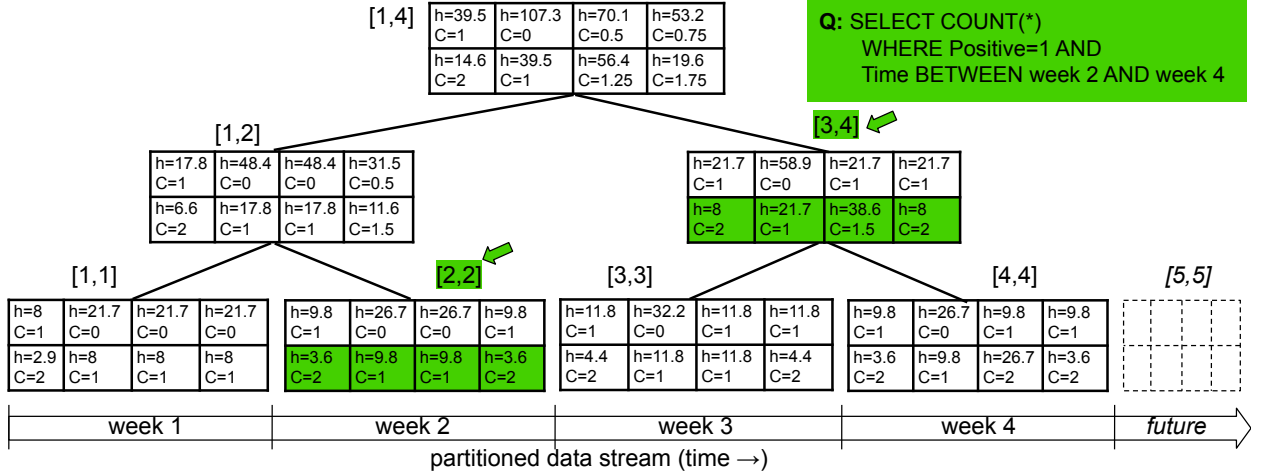 [1,4]
h=39.5 h=107.3 h=70.1 h=53.2
C=1 C=0 C=0.5 C=0.75
h=14.6 h=39.5 h=56.4 h=19.6
C=2 C=1 C=1.25 C=1.75
Q: SELECT COUNT(*)
WHERE Positive=1 AND
Time BETWEEN week 2 AND week 4
[1,2]
h=17.8 h=48.4 h=48.4 h=31.5
C=1 C=0 C=0 C=0.5
h=6.6 h=17.8 h=17.8 h=11.6
C=2 C=1 C=1 C=1.5
[3,4]
h=21.7 h=58.9 h=21.7 h=21.7
C=1 C=0 C=1 C=1
h=8 h=21.7 h=38.6 h=8
C=2 C=1 C=1.5 C=2
[1,1]
h=8 h=21.7 h=21.7 h=21.7
C=1 C=0 C=0 C=0
h=2.9 h=8 h=8 h=8
C=2 C=1 C=1 C=1
[2,2]
h=9.8 h=26.7 h=26.7 h=9.8
C=1 C=0 C=0 C=1
h=3.6 h=9.8 h=9.8 h=3.6
C=2 C=1 C=1 C=2
[3,3]
h=11.8 h=32.2 h=11.8 h=11.8
C=1 C=0 C=1 C=1
h=4.4 h=11.8 h=11.8 h=4.4
C=2 C=1 C=1 C=2
[4,4]
h=9.8 h=26.7 h=9.8 h=9.8
C=1 C=0 C=1 C=1
h=3.6 h=9.8 h=26.7 h=3.6
C=2 C=1 C=2 C=2
[5,5]
week 1 week 2 week 3 week 4 future
partitioned data stream (time →)